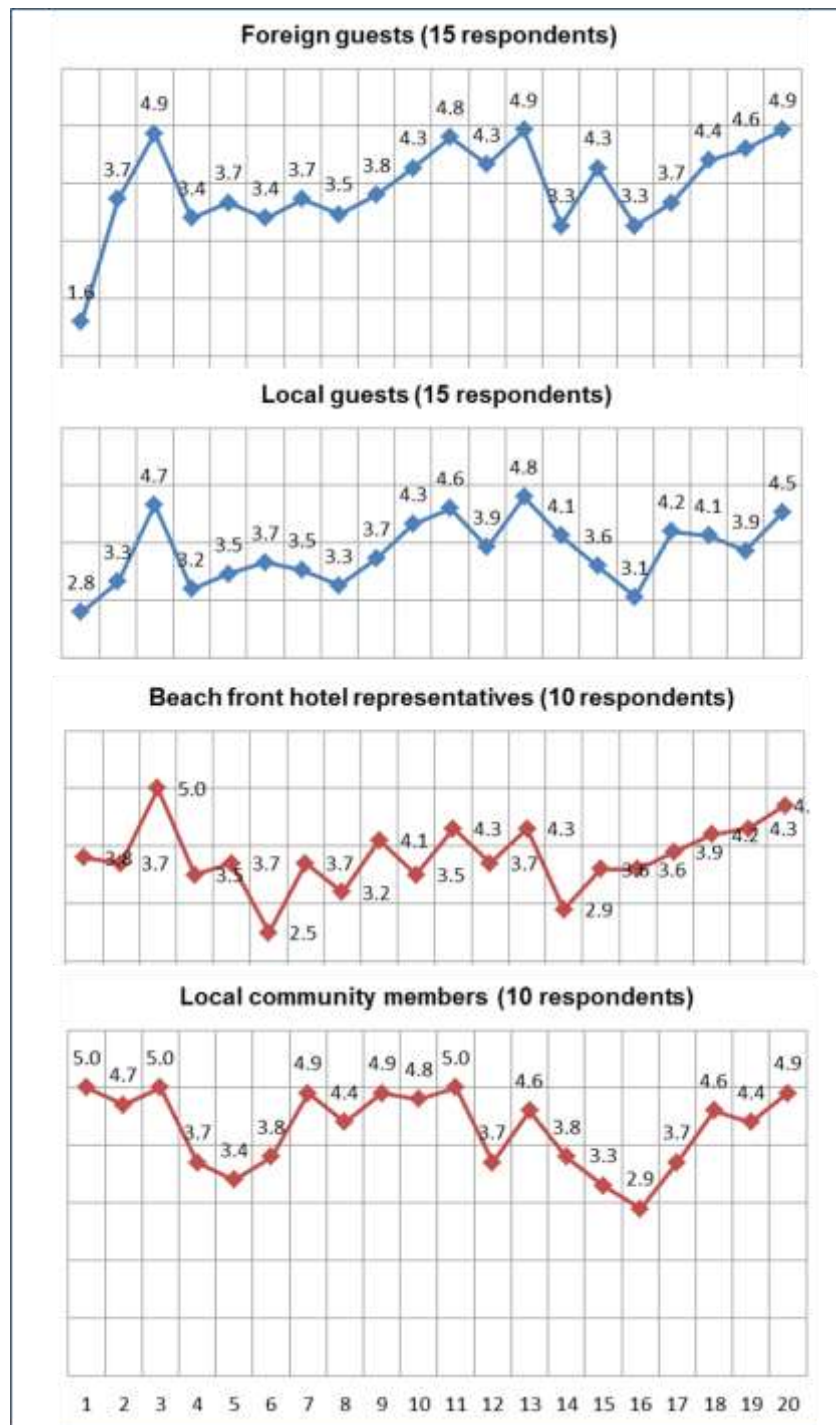 Foreign guests (15 respondents)
1.6 3.7 4.9 3.4 3.7 3.4 3.7 3.5 3.8 4.3 4.8 4.3 4.9 3.3 4.3 3.3 3.7 4.4 4.6 4.9
Local guests (15 respondents)
2.8 3.3 4.7 3.2 3.5 3.7 3.5 3.3 3.7 4.3 4.6 3.9 4.8 4.1 3.6 3.1 4.2 4.1 3.9 4.5
Beach front hotel representatives (10 respondents)
3.8 3.7 5.0 3.5 3.7 2.5 3.7 3.2 4.1 3.5 4.3 3.7 4.3 2.9 3.6 3.6 3.9 4.2 4.3 4.
Local community members (10 respondents)
5.0 4.7 5.0 3.7 3.4 3.8 4.9 4.4 4.9 4.8 5.0 3.7 4.6 3.8 3.3 2.9 3.7 4.6 4.4 4.9
1 2 3 4 5 6 7 8 9 10 11 12 13 14 15 16 17 18 19 20